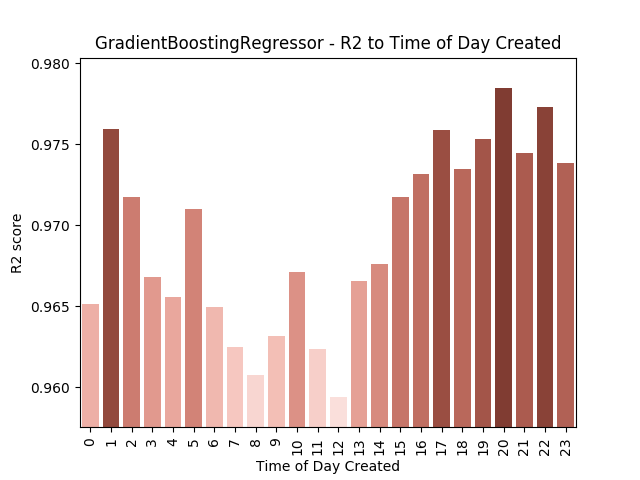 GradientBoostingRegressor - R2 to Time of Day Created
0.980
0.975
0.970
0.965
0.960
R2 score
0 1 2 3 4 5 6 7 8 9 10 11 12 13 14 15 16 17 18 19 20 21 22 23
Time of Day Created